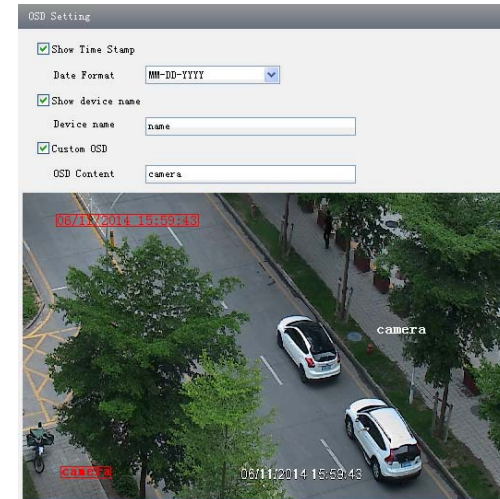 OSD Setting
Show Time Stamp
Date Format MM-DD-YYYY
Show device name
Device name name
Custom OSD
OSD Content camera
06/11/2014 15:59:43
camera
camera 06/11/2014 15:59:43